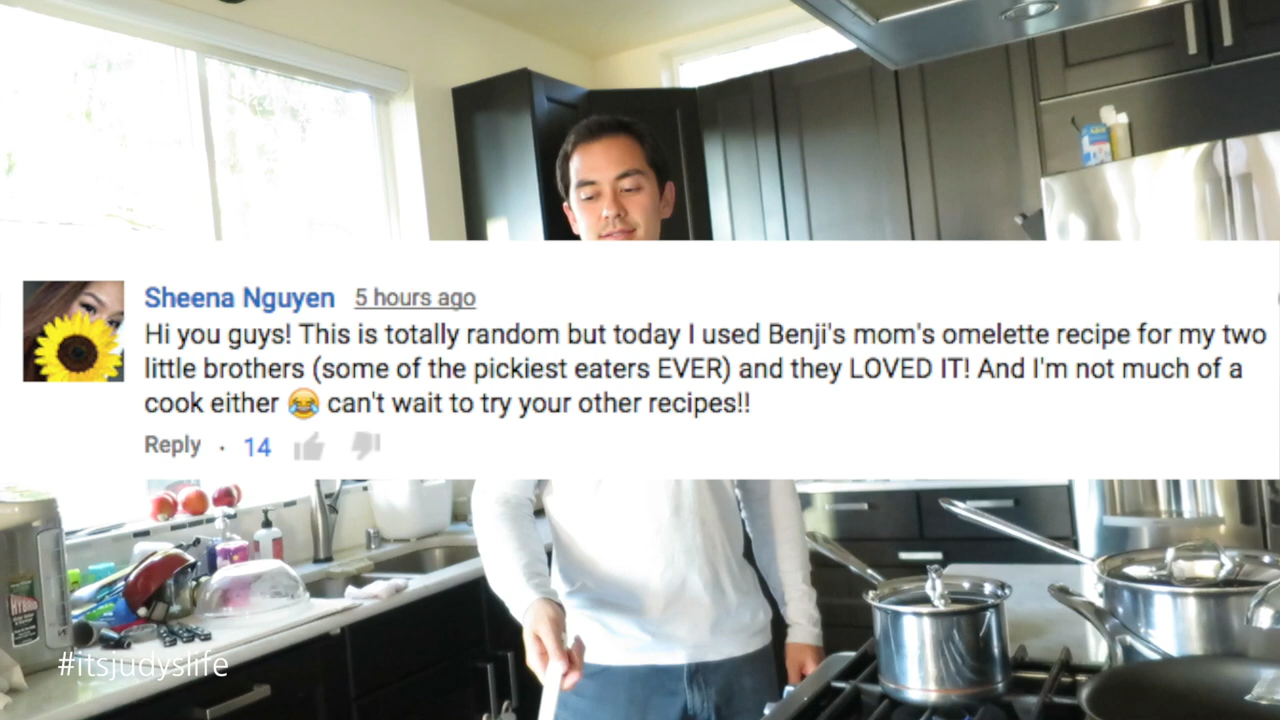 Sheena Nguyen 5 hours ago
Hi you guys! This is totally random but today I used Benji's mom's omelette recipe for my two
little brothers (some of the pickiest eaters EVER) and they LOVED IT! And I'm not much of a
cook either 😂 can't wait to try your other recipes!!
Reply · 14
HYBRID
#itsjudyslife